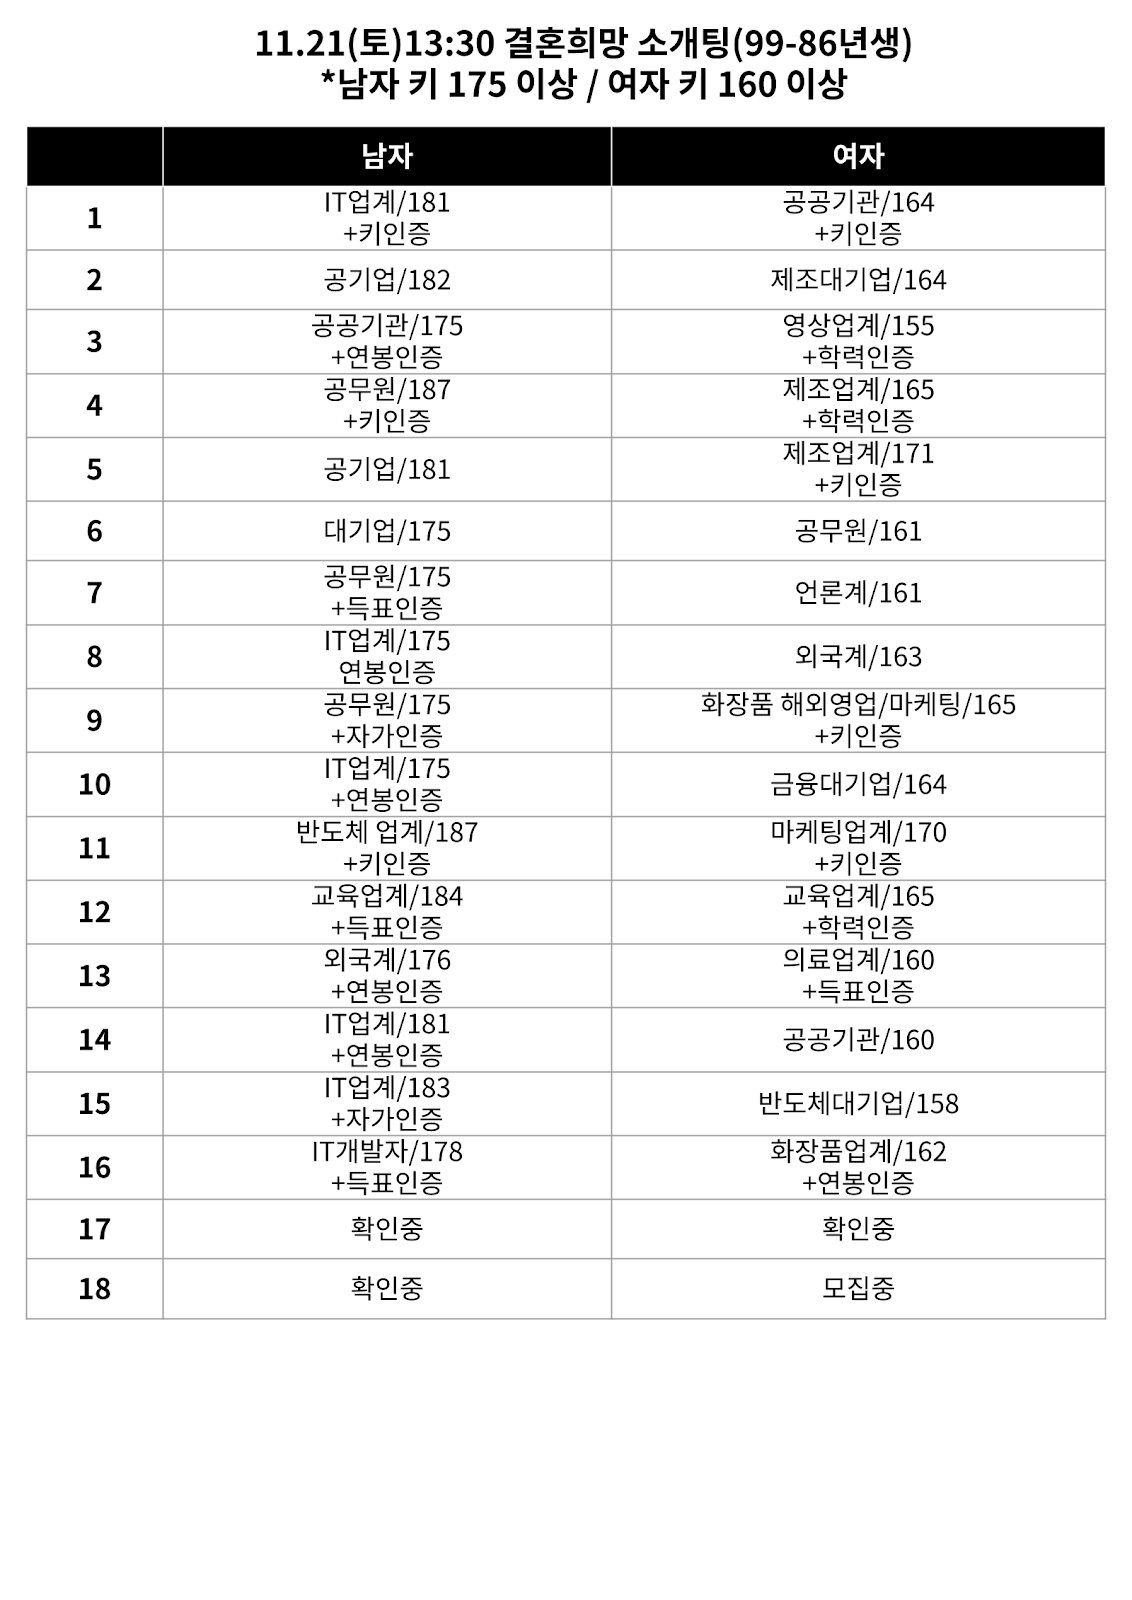 11.21(토)13:30 결혼희망 소개팅(99-86년생)
*남자 키 175 이상 / 여자 키 160 이상
남자 여자
1 IT업계/181 공공기관/164
+키인증 +키인증
2 공기업/182 제조대기업/164
3 공공기관/175 영상업계/155
+연봉인증 +학력인증
4 공무원/187 제조업계/165
+키인증 +학력인증
5 공기업/181 제조업계/171
+키인증
6 대기업/175 공무원/161
7 공무원/175 언론계/161
+득표인증
8 IT업계/175 외국계/163
연봉인증
9 공무원/175 화장품 해외영업/마케팅/165
+자가인증 +키인증
10 IT업계/175 금융대기업/164
+연봉인증
11 반도체 업계/187 마케팅업계/170
+키인증 +키인증
12 교육업계/184 교육업계/165
+득표인증 +학력인증
13 외국계/176 의료업계/160
+연봉인증 +득표인증
14 IT업계/181 공공기관/160
+연봉인증
15 IT업계/183 반도체대기업/158
+자가인증
16 IT개발자/178 화장품업계/162
+득표인증 +연봉인증
17 확인중 확인중
18 확인중 모집중